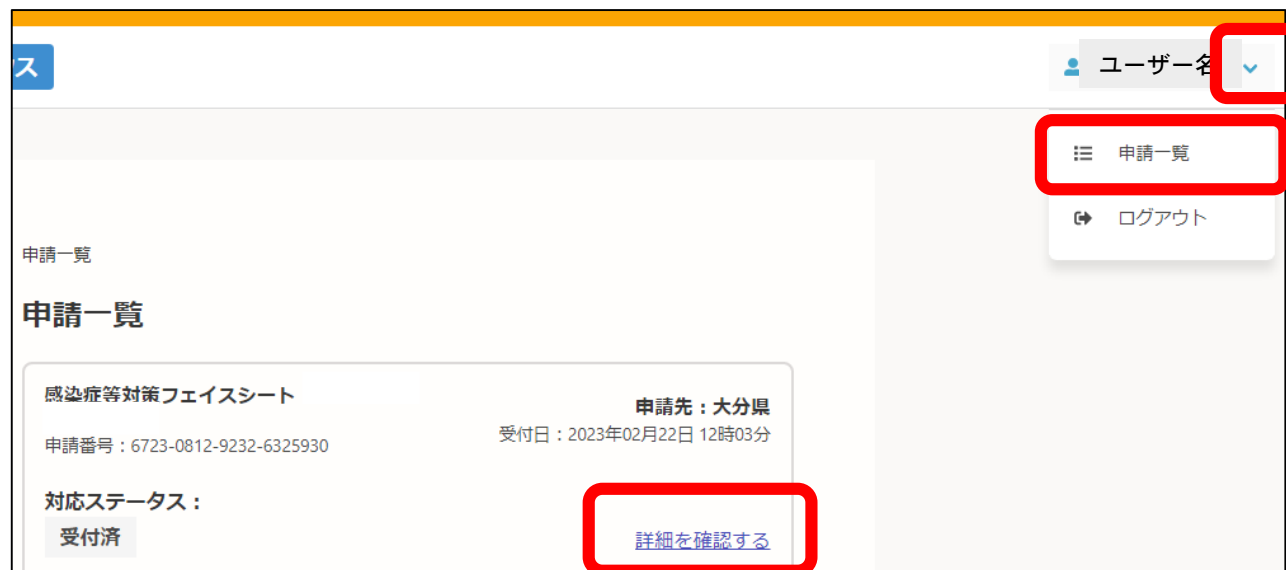 ス
ユーザー名
申請一覧
ログアウト
申請一覧
申請一覧
感染症等対策フェイスシート
申請先：大分県
申請番号：6723-0812-9232-6325930
受付日：2023年02月22日 12時03分
対応ステータス：
受付済
詳細を確認する